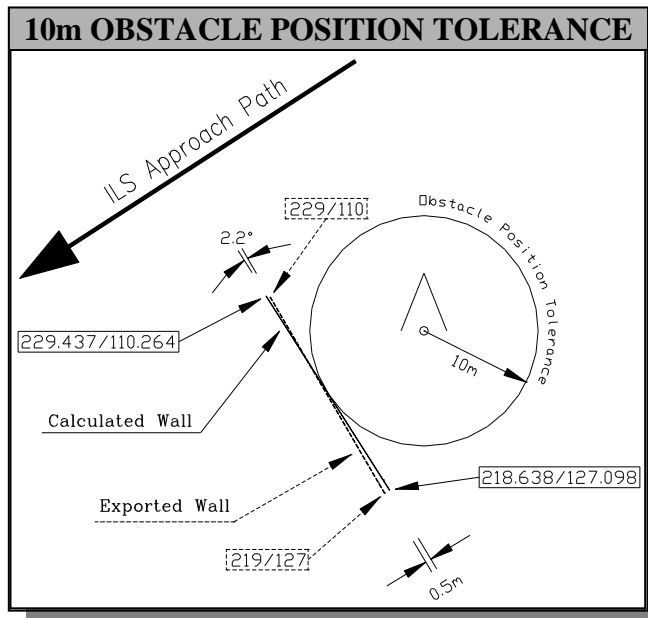 10m OBSTACLE POSITION TOLERANCE
ILS Approach Path
Obstacle Position Tolerance
229/110
2.2°
229.437/110.264
10m
Calculated Wall
218.638/127.098
Exported Wall
219/127
0.5m